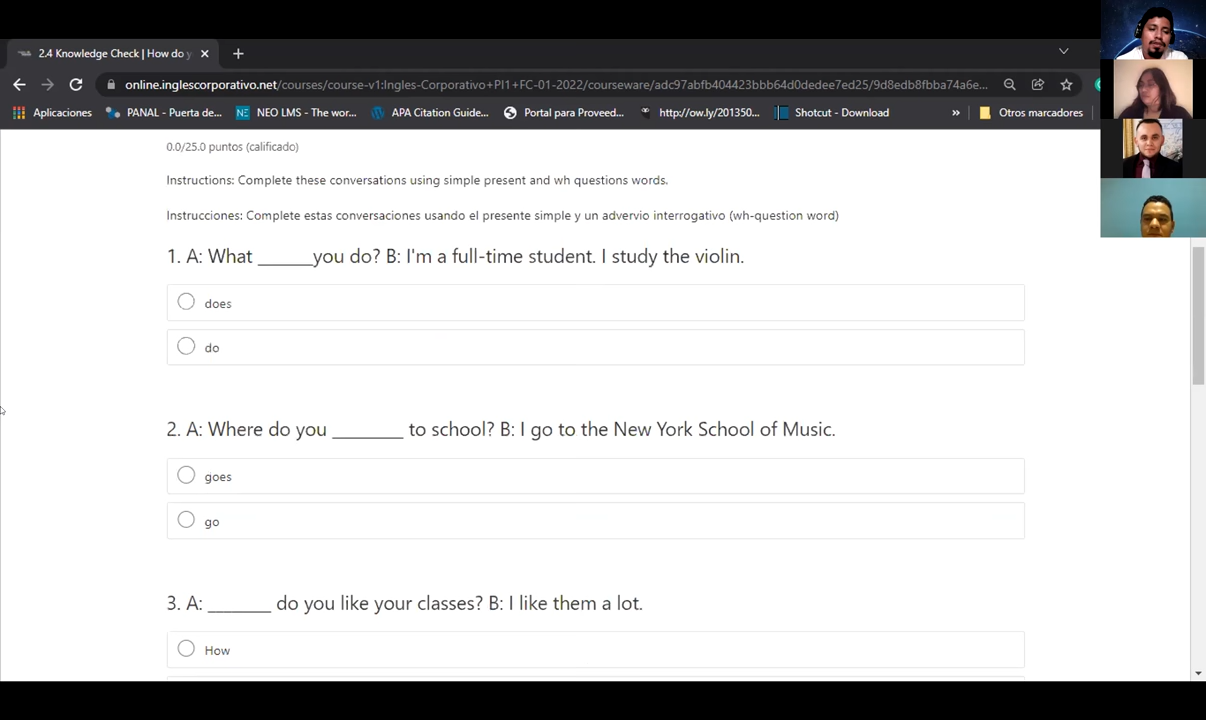 2.4 Knowledge Check | How do y
online.inglescorporativo.net/courses/course-v1:Ingles-Corporativo+PI1+FC-01-2022/courseware/adc97abfb404423bbb64d0dedee7ed25/9d8edb8fbba74a6e...
Aplicaciones PANAL - Puerta de... NE NEO LMS - The wor... APA Citation Guide... Portal para Proveed... http://ow.ly/201350... Shotcut - Download » Otros marcadores
0.0/25.0 puntos (calificado)
Instructions: Complete these conversations using simple present and wh questions words.
Instrucciones: Complete estas conversaciones usando el presente simple y un advervio interrogativo (wh-question word)
1. A: What ______you do? B: I'm a full-time student. I study the violin.
does
do
2. A: Where do you ________ to school? B: I go to the New York School of Music.
goes
go
3. A: _______ do you like your classes? B: I like them a lot.
How